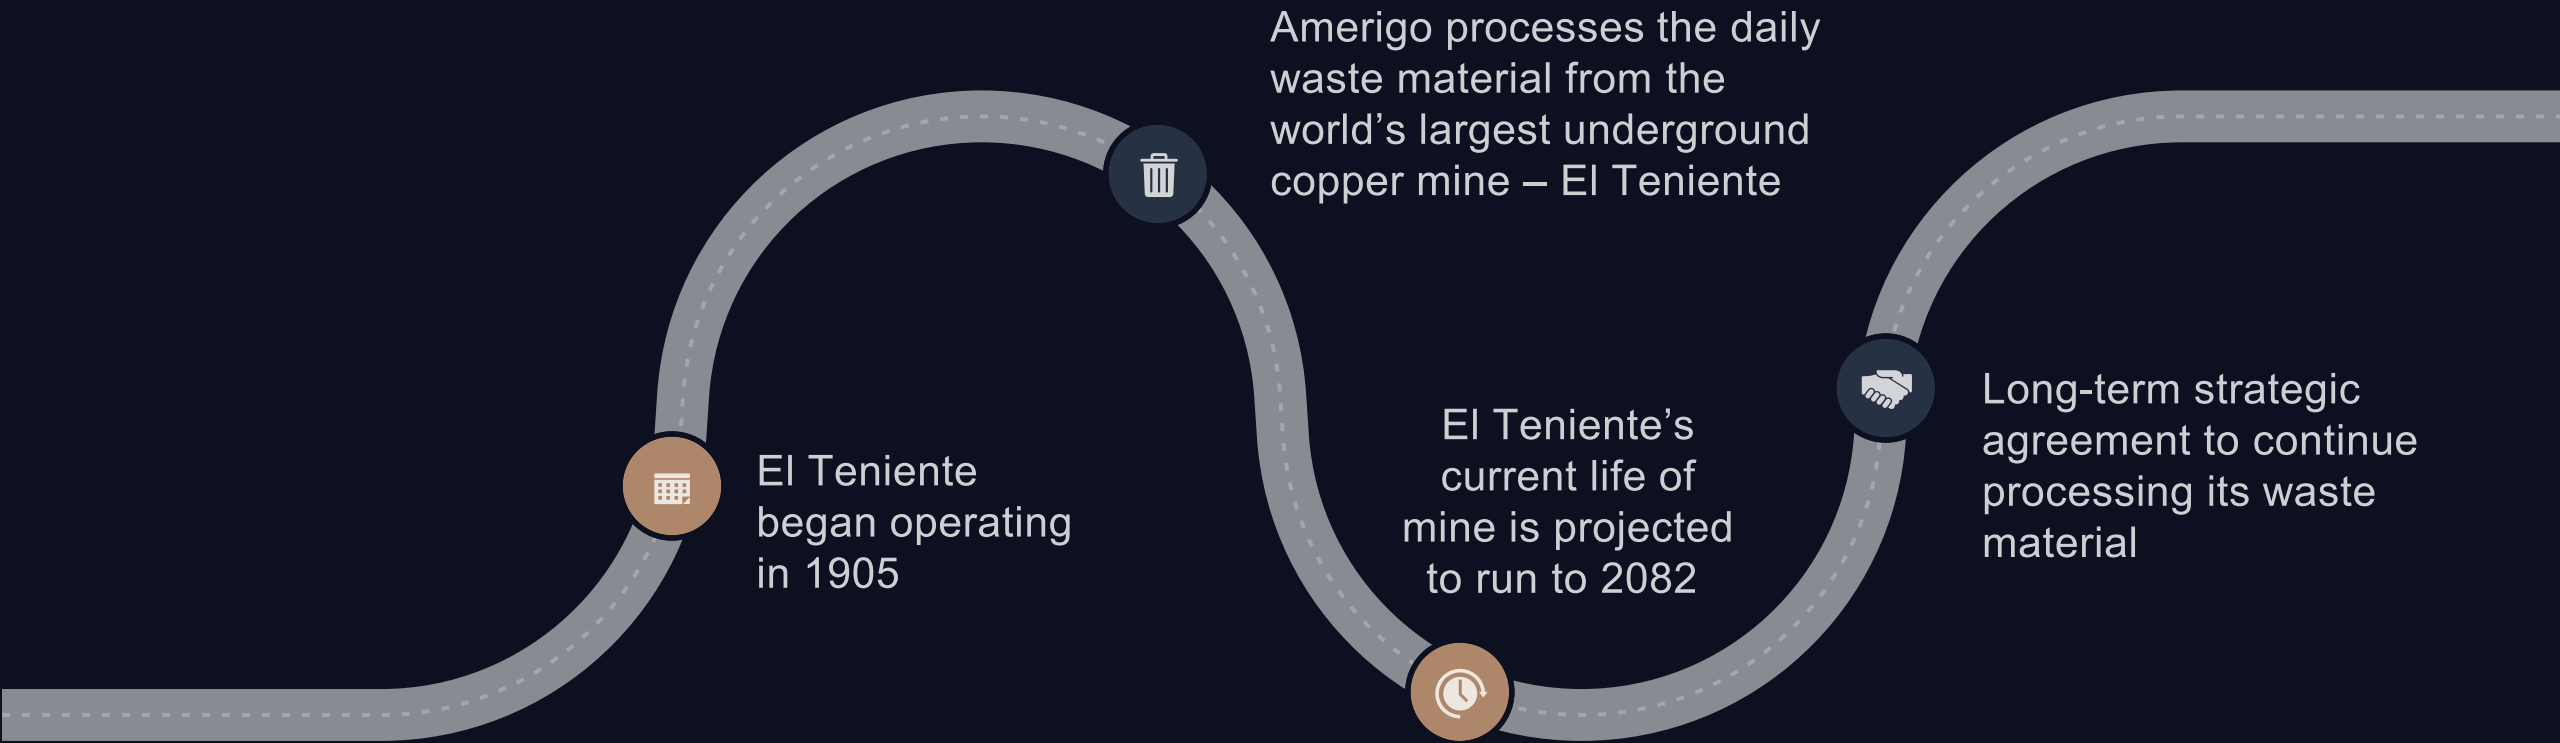 Amerigo processes the daily
waste material from the
world’s largest underground
copper mine – El Teniente
El Teniente
began operating
in 1905
El Teniente’s
current life of
mine is projected
to run to 2082
Long-term strategic
agreement to continue
processing its waste
material